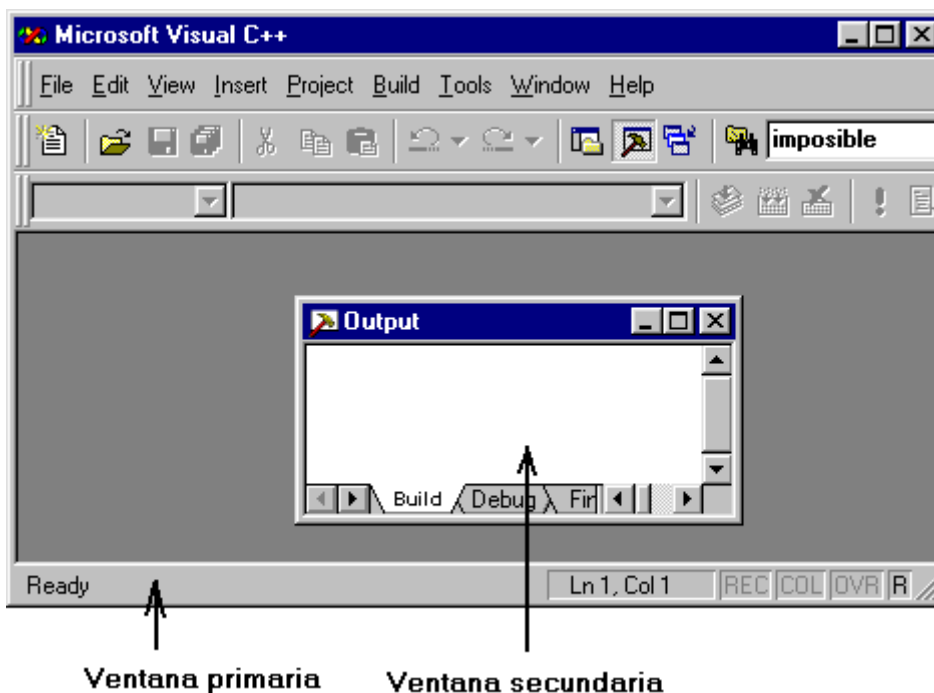 Microsoft Visual C++
File Edit View Insert Project Build Tools Window Help
imposible
Output
Build Debug Fin
Ready Ln 1, Col 1 REC COL OVR R
Ventana primaria Ventana secundaria